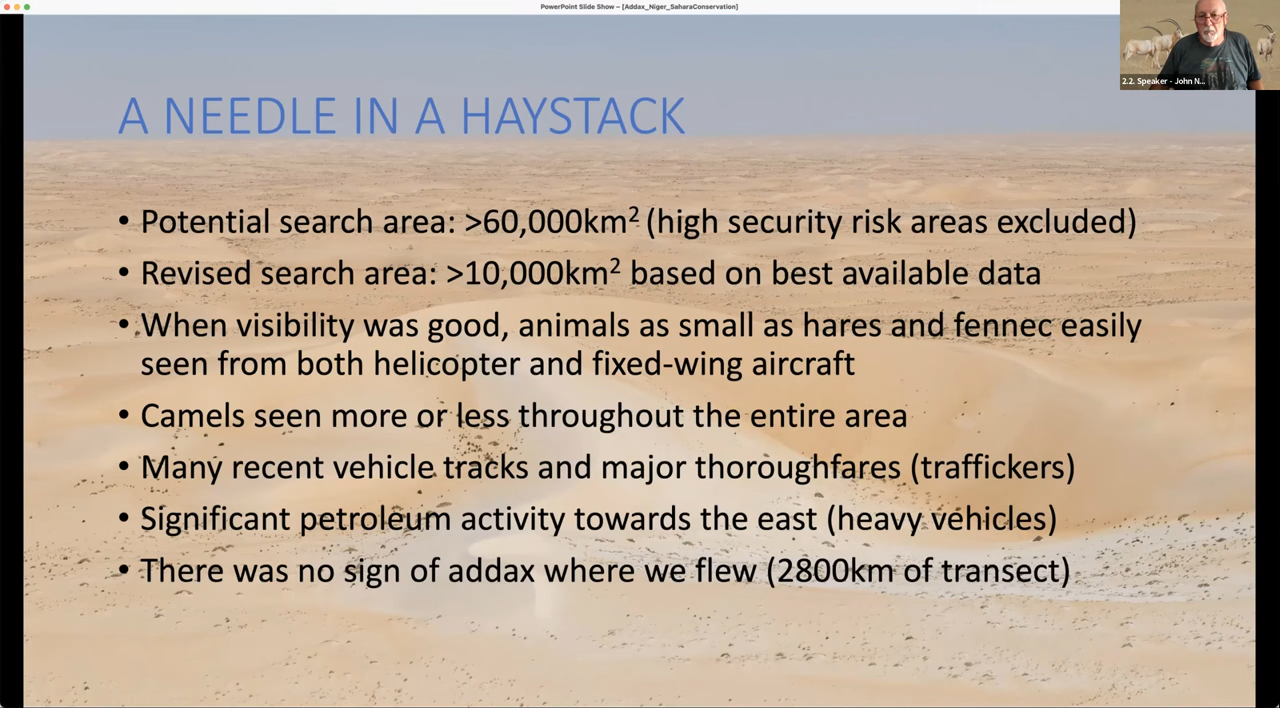 PowerPoint Slide Show – [Addax_Niger_SaharaConservation]
2.2. Speaker - John N...
A NEEDLE IN A HAYSTACK
• Potential search area: >60,000km² (high security risk areas excluded)
• Revised search area: >10,000km² based on best available data
• When visibility was good, animals as small as hares and fennec easily
seen from both helicopter and fixed-wing aircraft
• Camels seen more or less throughout the entire area
• Many recent vehicle tracks and major thoroughfares (traffickers)
• Significant petroleum activity towards the east (heavy vehicles)
• There was no sign of addax where we flew (2800km of transect)